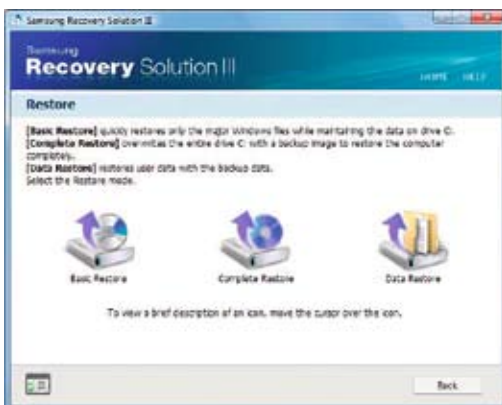 Samsung Recovery Solution III
Samsung
Recovery Solution III
HOME HELP
Restore
[Basic Restore] quickly restores only the major Windows files while maintaining the data on drive C:
[Complete Restore] overwrites the entire drive C: with a backup image to restore the computer
completely.
[Data Restore] restores user data with the backup data.
Select the Restore mode.
Basic Restore Complete Restore Data Restore
To view a brief description of an icon, move the cursor over the icon.
Back